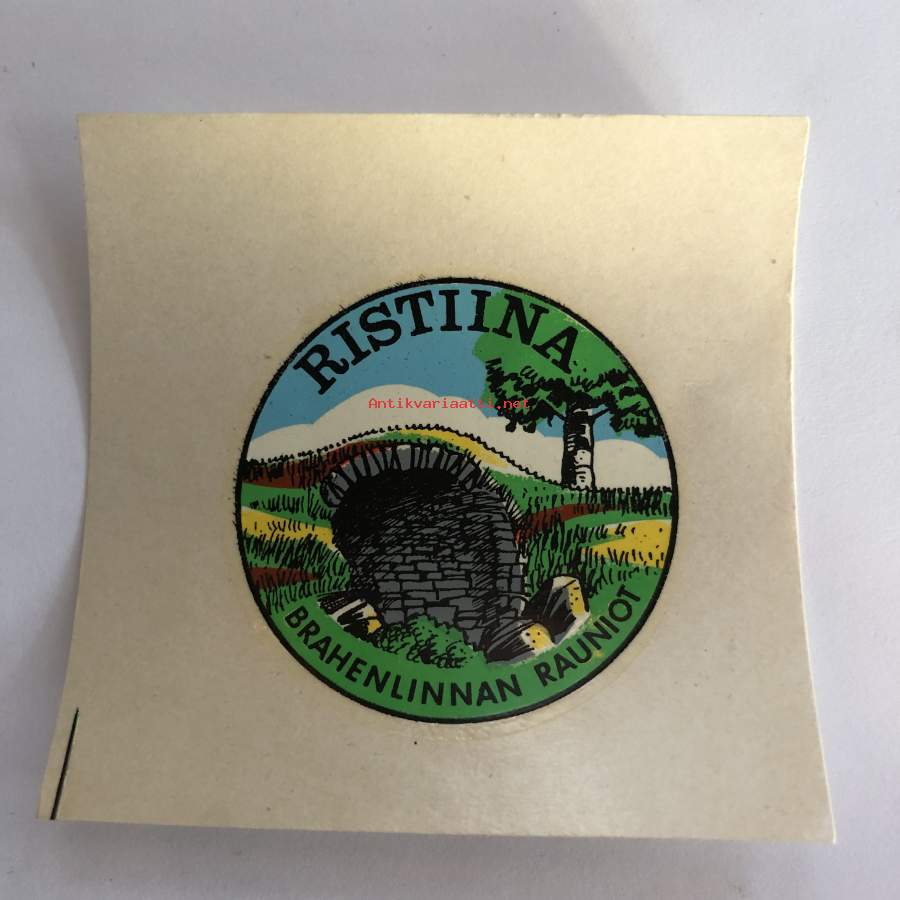 RISTIINA
Antikvariaatti.net
BRAHENLINNAN RAUNIOT